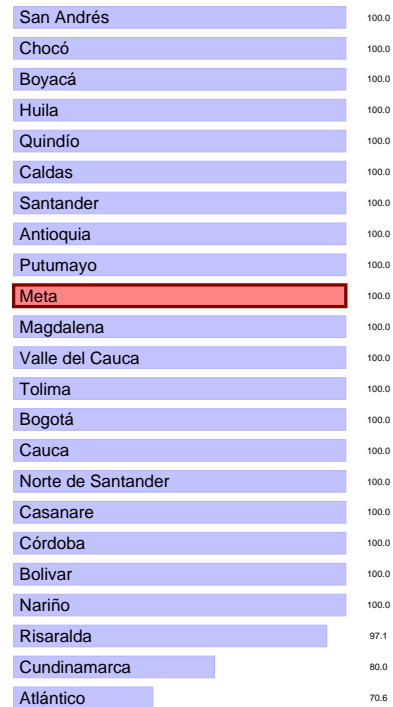 San Andrés 100.0
Chocó 100.0
Boyacá 100.0
Huila 100.0
Quindío 100.0
Caldas 100.0
Santander 100.0
Antioquia 100.0
Putumayo 100.0
Meta 100.0
Magdalena 100.0
Valle del Cauca 100.0
Tolima 100.0
Bogotá 100.0
Cauca 100.0
Norte de Santander 100.0
Casanare 100.0
Córdoba 100.0
Bolivar 100.0
Nariño 100.0
Risaralda 97.1
Cundinamarca 80.0
Atlántico 70.6